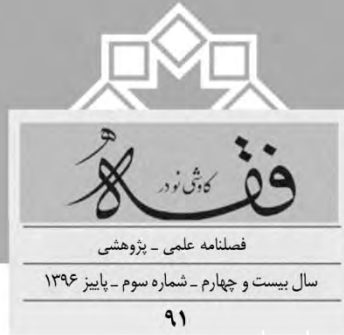 کاوشی نو در
فقه
فصلنامه علمی ـ پژوهشی
سال بیست و چهارم ـ شماره سوم ـ پاییز ۱۳۹۶
۹۱